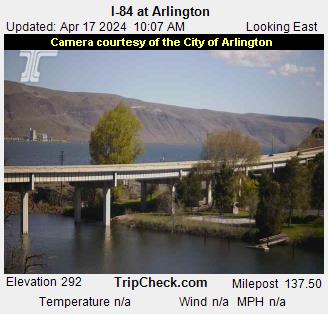 I-84 at Arlington
Updated: Apr 17 2024 10:07 AM Looking East
Camera courtesy of the City of Arlington
Elevation 292 TripCheck.com Milepost 137.50
Temperature n/a Wind n/a MPH n/a